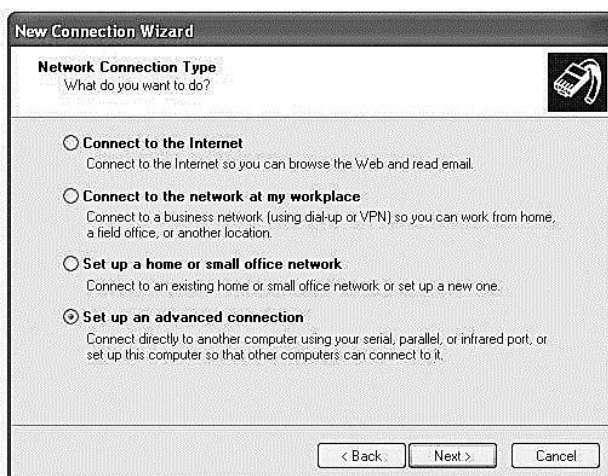 New Connection Wizard
Network Connection Type
What do you want to do?
Connect to the Internet
Connect to the Internet so you can browse the Web and read email.
Connect to the network at my workplace
Connect to a business network (using dial-up or VPN) so you can work from home,
a field office, or another location.
Set up a home or small office network
Connect to an existing home or small office network or set up a new one.
Set up an advanced connection
Connect directly to another computer using your serial, parallel, or infrared port, or
set up this computer so that other computers can connect to it.
< Back Next > Cancel